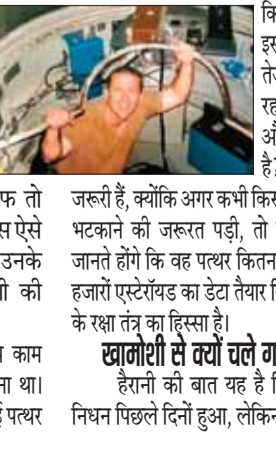 कि
इस
तेज
रह
औ
है?
फ तो
स ऐसे
उनके
ी की
काम
ना था।
ई पत्थर
जरूरी हैं, क्योंकि अगर कभी किस
भटकाने की जरूरत पड़ी, तो
जानते होंगे कि वह पत्थर कितन
हजारों एस्टेरॉयड का डेटा तैयार
के रक्षा तंत्र का हिस्सा है।
खामोशी से क्यों चले ग
हैरानी की बात यह है
निधन पिछले दिनों हुआ, लेकिन